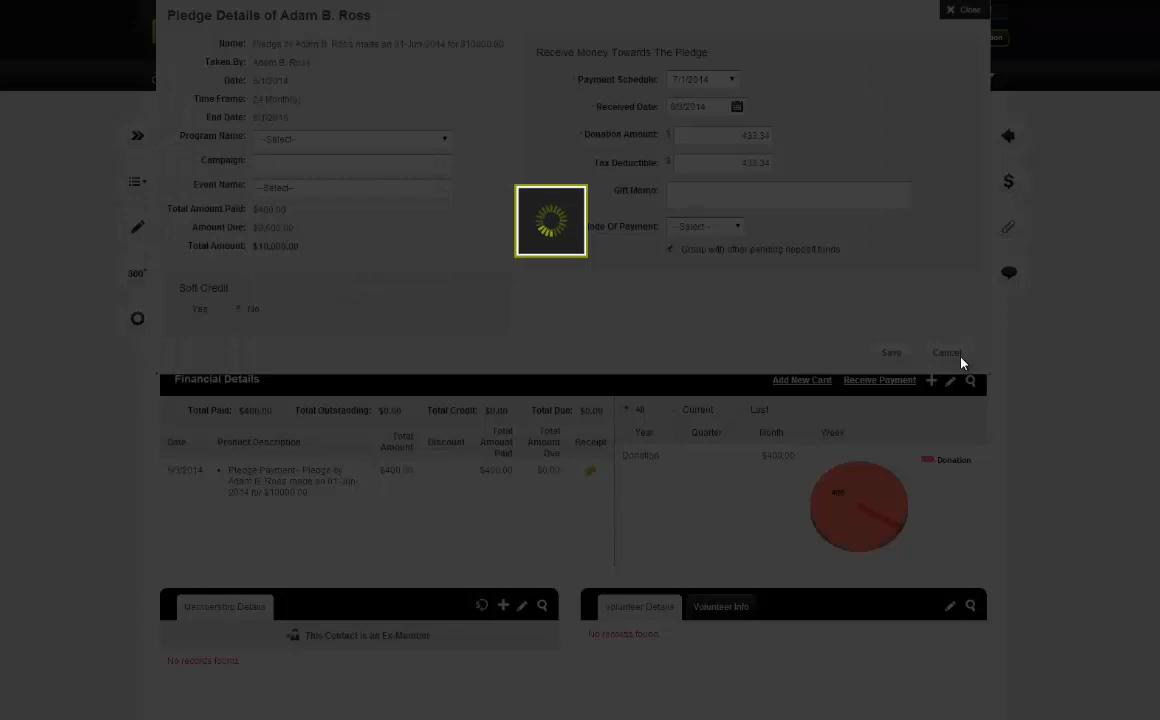 Pledge Details of Adam B. Ross
Close
Name: Pledge by Adam B. Ross made on 01-Jun-2014 for $10000.00
Taken By: Adam B. Ross
Date: 6/1/2014
Time Frame: 24 Month(s)
End Date:
Program Name: --Select--
Campaign:
Event Name: --Select--
Total Amount Paid: $400.00
Amount Due: $9,600.00
Total Amount: $10,000.00
Receive Money Towards The Pledge
Payment Schedule: 7/1/2014
* Received Date: 6/3/2014
* Donation Amount: $ 433.34
Tax Deductible: $ 433.34
Gift Memo:
Mode Of Payment: --Select--
Group with other pending deposit funds
Soft Credit
Yes No
Save Cancel
360°
$
Financial Details
Add New Card Receive Payment
Total Paid: $400.00 Total Outstanding: $0.00 Total Credit: $0.00 Total Due: $0.00
Date Product Description Total Amount Discount Total Amount Paid Total Amount Due Receipt
6/3/2014 Pledge Payment - Pledge by $400.00 $400.00 $0.00
Adam B. Ross made on 01-Jun-
2014 for $10000.00
All Current Last
Year Quarter Month Week
Donation $400.00
400
Donation
Membership Details
This Contact is an Ex-Member
No records found.
Volunteer Details Volunteer Info
No records found.